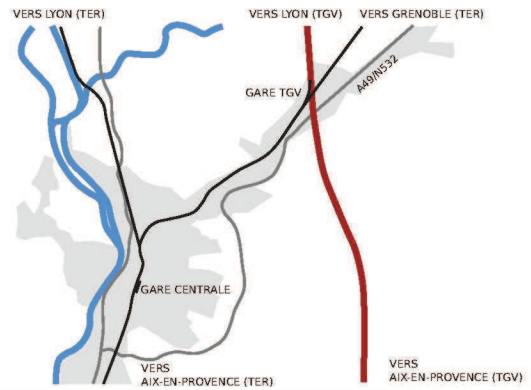 VERS LYON (TER)
VERS LYON (TGV)
VERS GRENOBLE (TER)
GARE TGV
A49/N532
GARE CENTRALE
VERS
AIX-EN-PROVENCE (TER)
VERS
AIX-EN-PROVENCE (TGV)